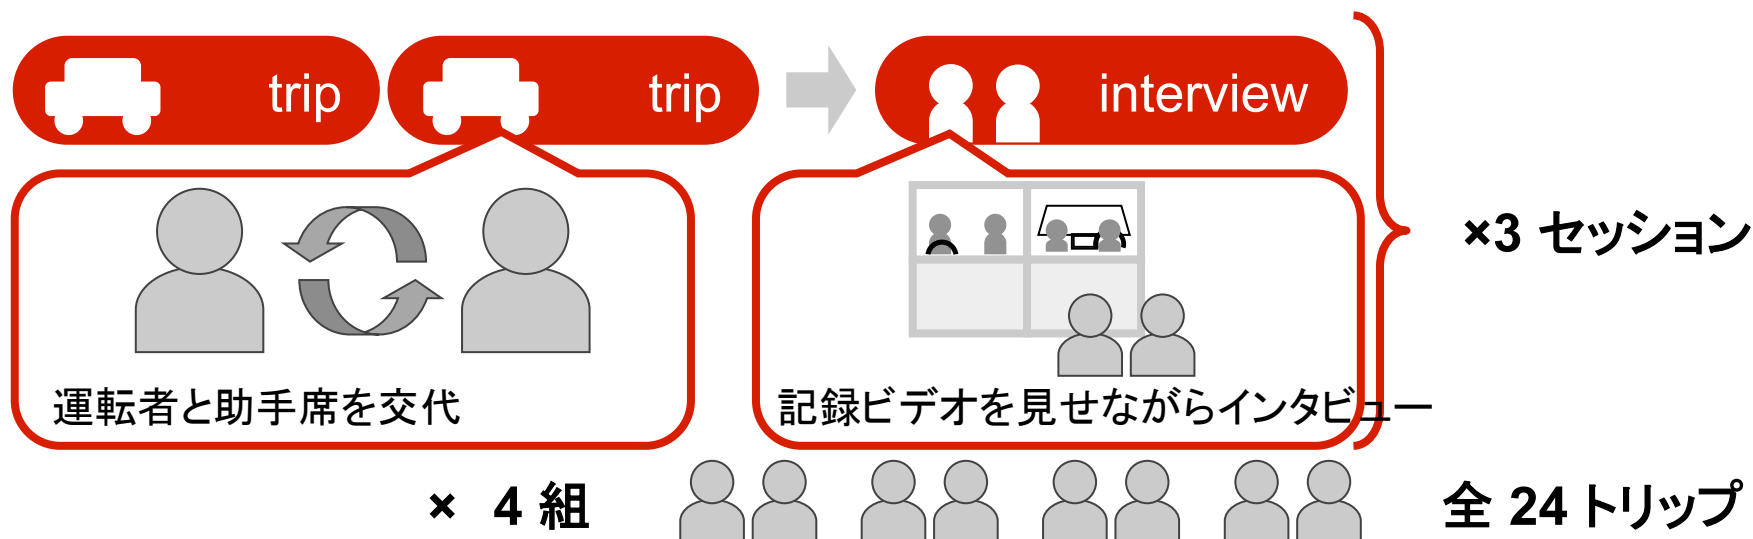 trip
trip
interview
×3 セッション
運転者と助手席を交代
記録ビデオを見せながらインタビュー
× 4 組
全 24 トリップ